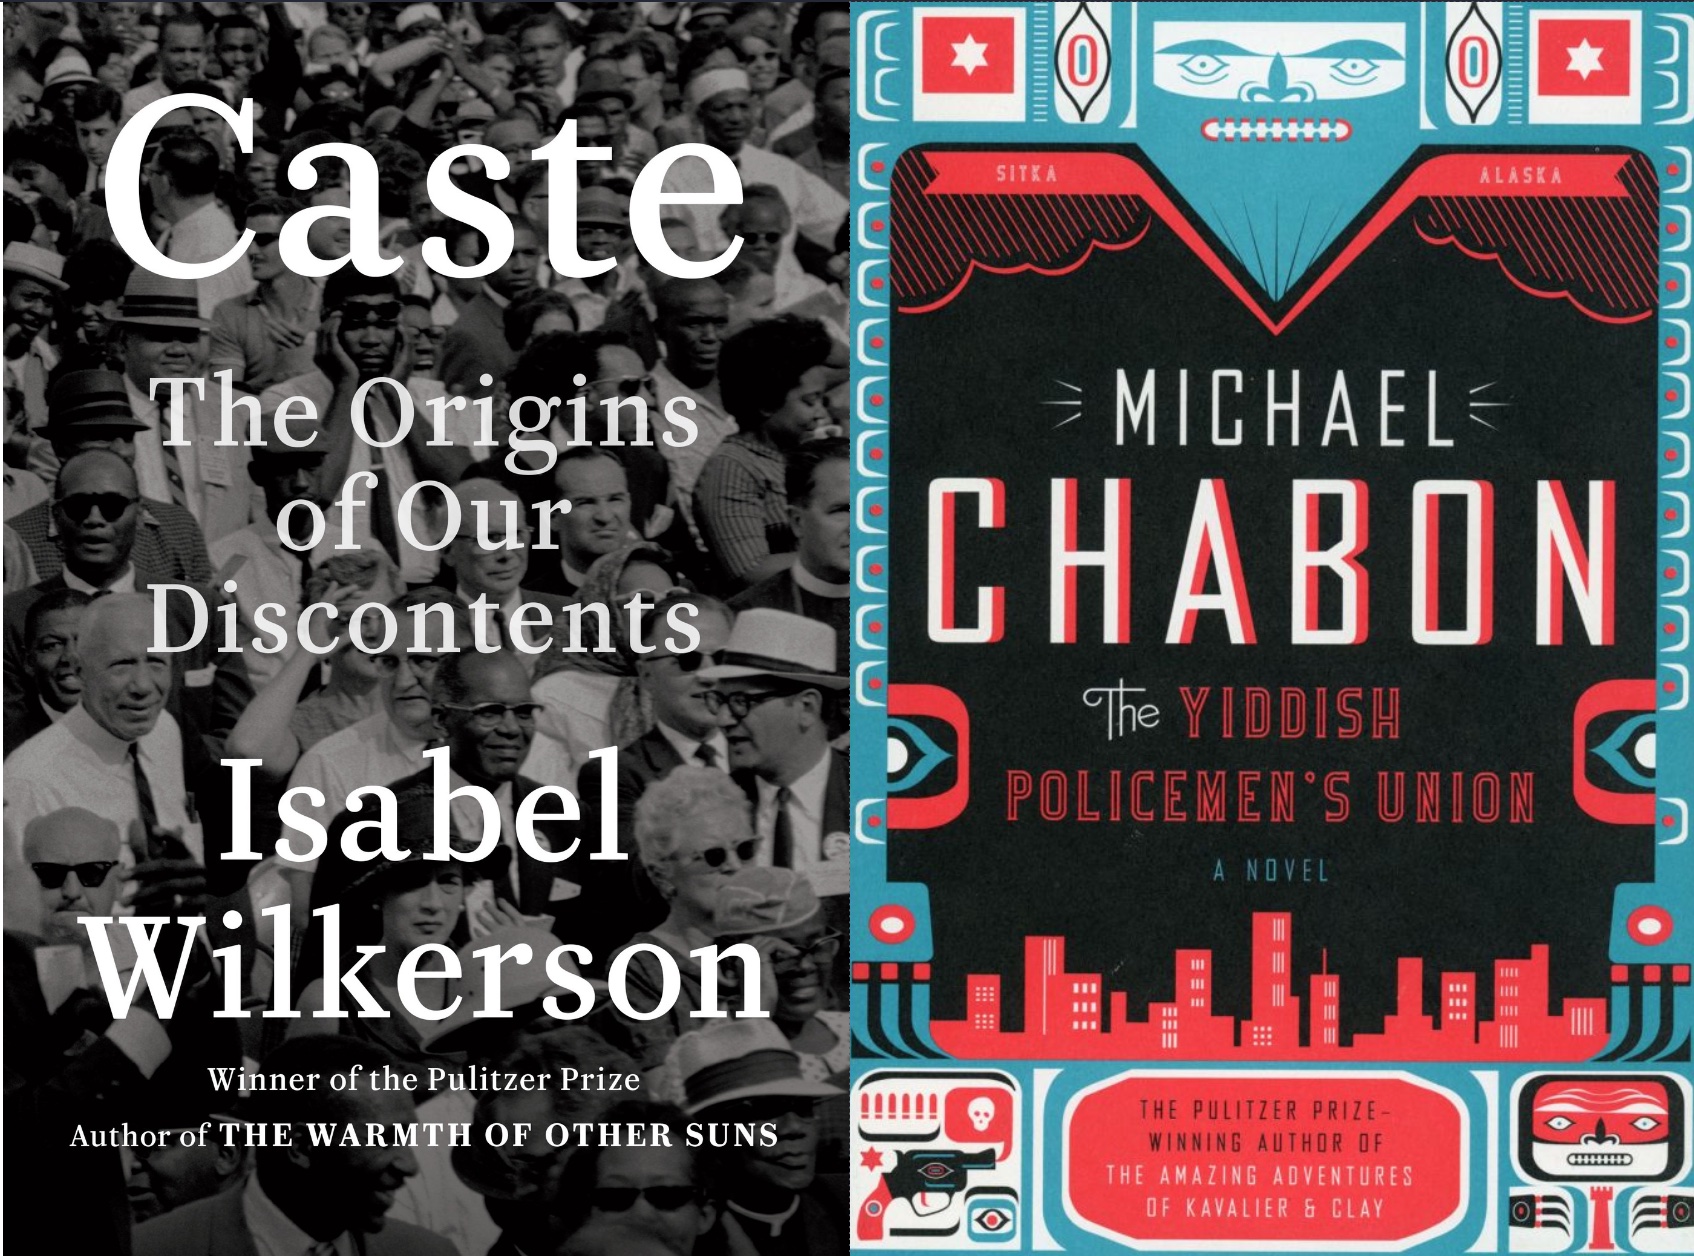 Caste
The Origins
of Our
Discontents
Isabel
Wilkerson
Winner of the Pulitzer Prize
Author of THE WARMTH OF OTHER SUNS
SITKA
ALASKA
MICHAEL
CHABON
The YIDDISH
POLICEMEN'S UNION
A NOVEL
THE PULITZER PRIZE–
WINNING AUTHOR OF
THE AMAZING ADVENTURES
OF KAVALIER & CLAY